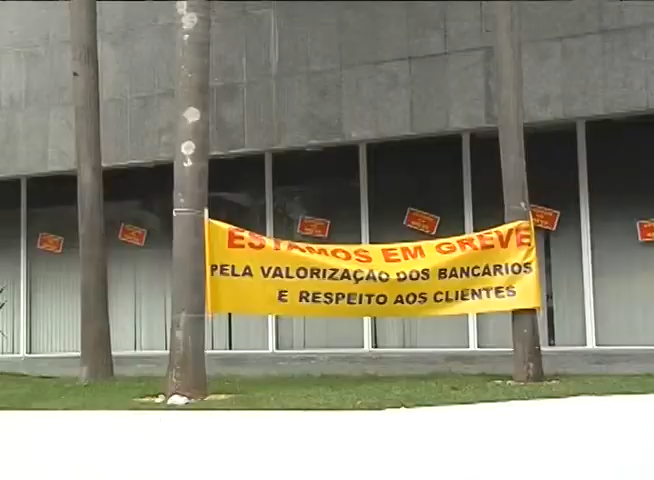 ESTAMOS EM GREVE
PELA VALORIZAÇÃO DOS BANCÁRIOS
E RESPEITO AOS CLIENTES